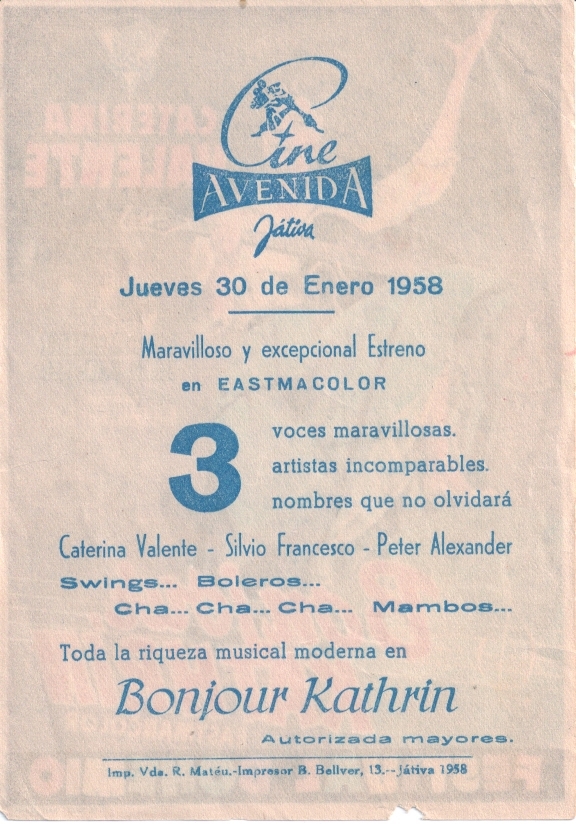 Cine
AVENIDA
Játiva
Jueves 30 de Enero 1958
Maravilloso y excepcional Estreno
en EASTMACOLOR
3 voces maravillosas.
artistas incomparables.
nombres que no olvidará
Caterina Valente - Silvio Francesco - Peter Alexander
Swings... Boleros...
Cha... Cha... Cha... Mambos...
Toda la riqueza musical moderna en
Bonjour Kathrin
Autorizada mayores.
Imp. Vda. R. Matéu.-Impresor B. Bellver, 13.--Játiva 1958